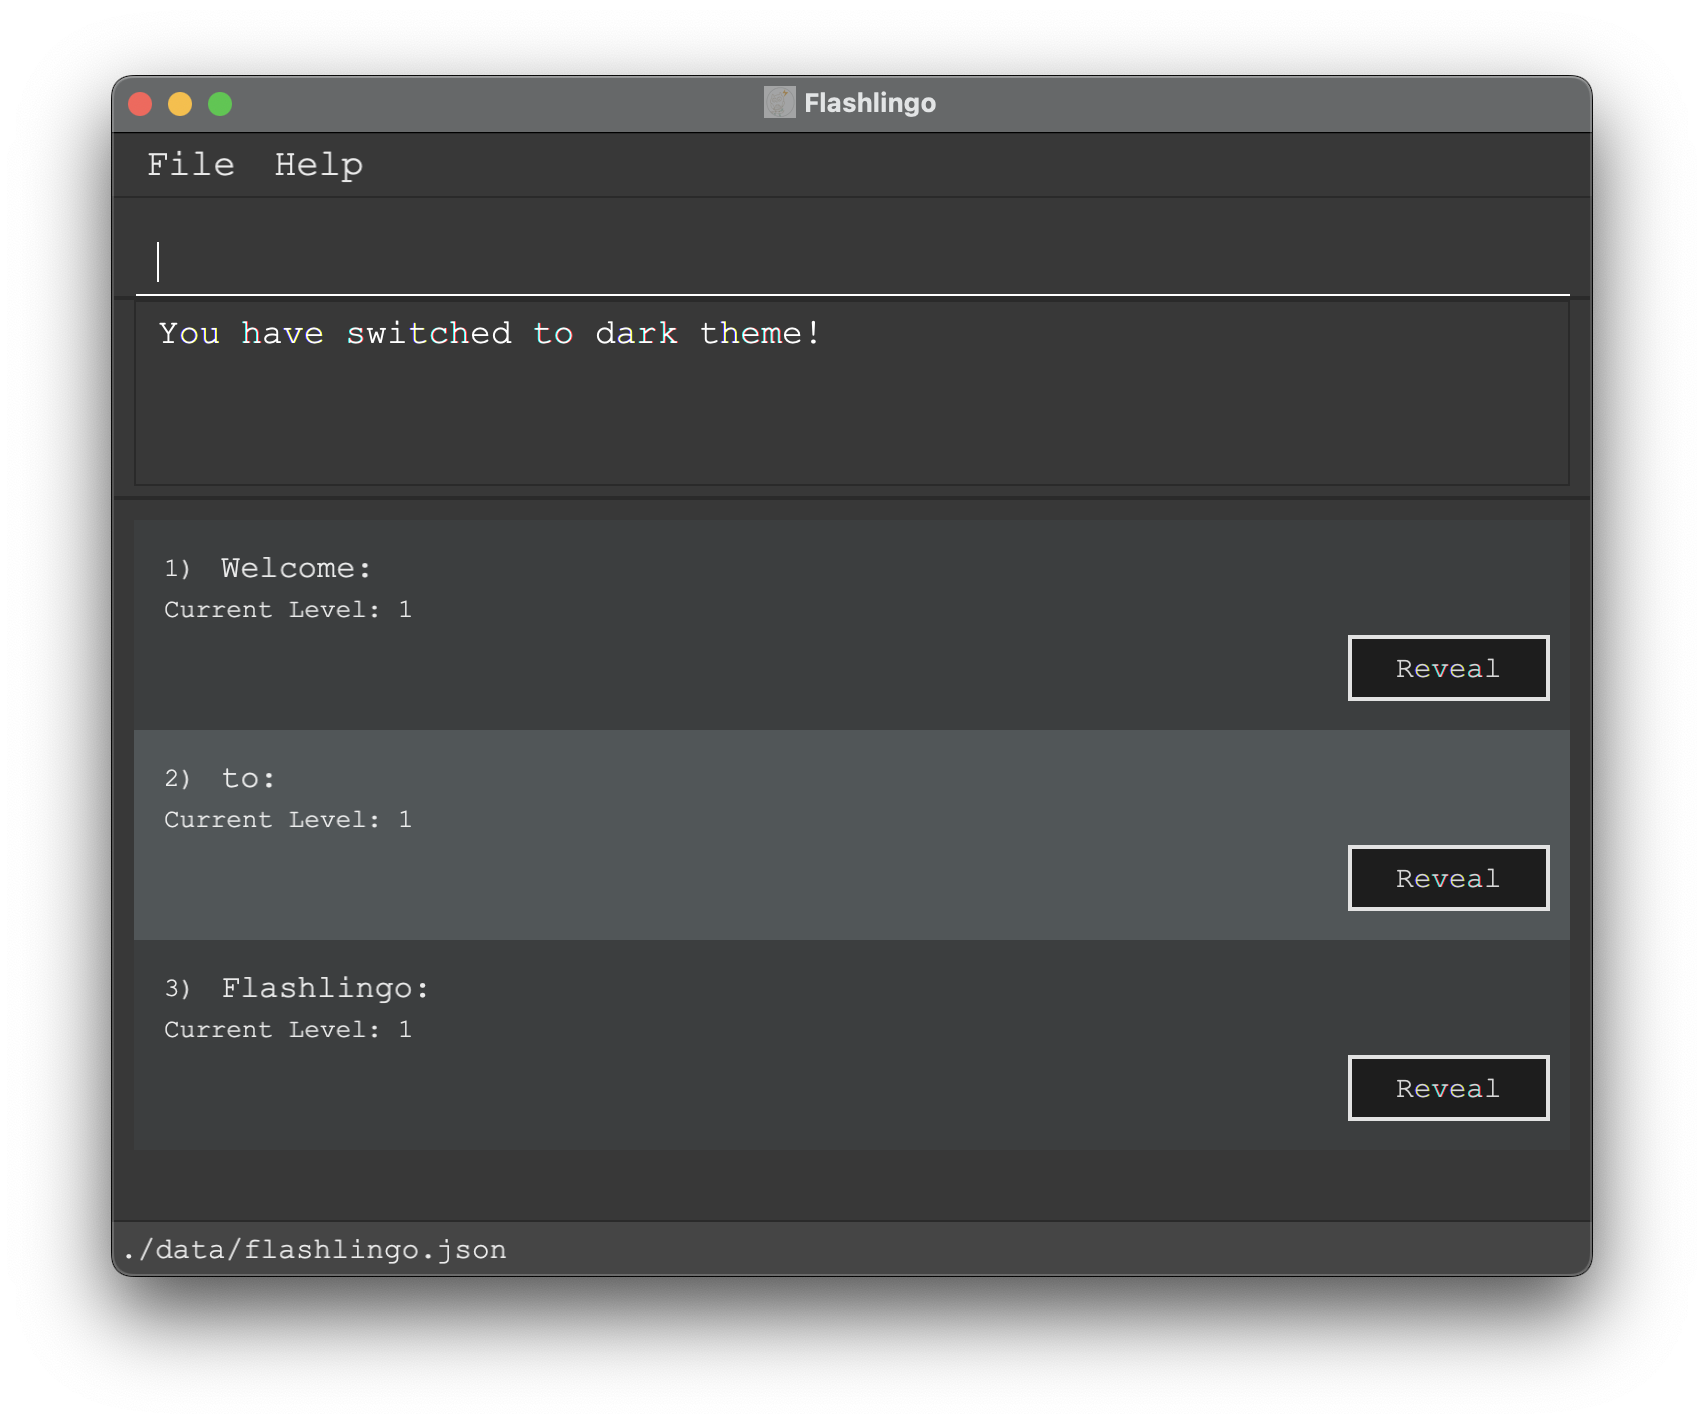 Flashlingo
File Help
You have switched to dark theme!
1) Welcome:
Current Level: 1
Reveal
2) to:
Current Level: 1
Reveal
3) Flashlingo:
Current Level: 1
Reveal
./data/flashlingo.json